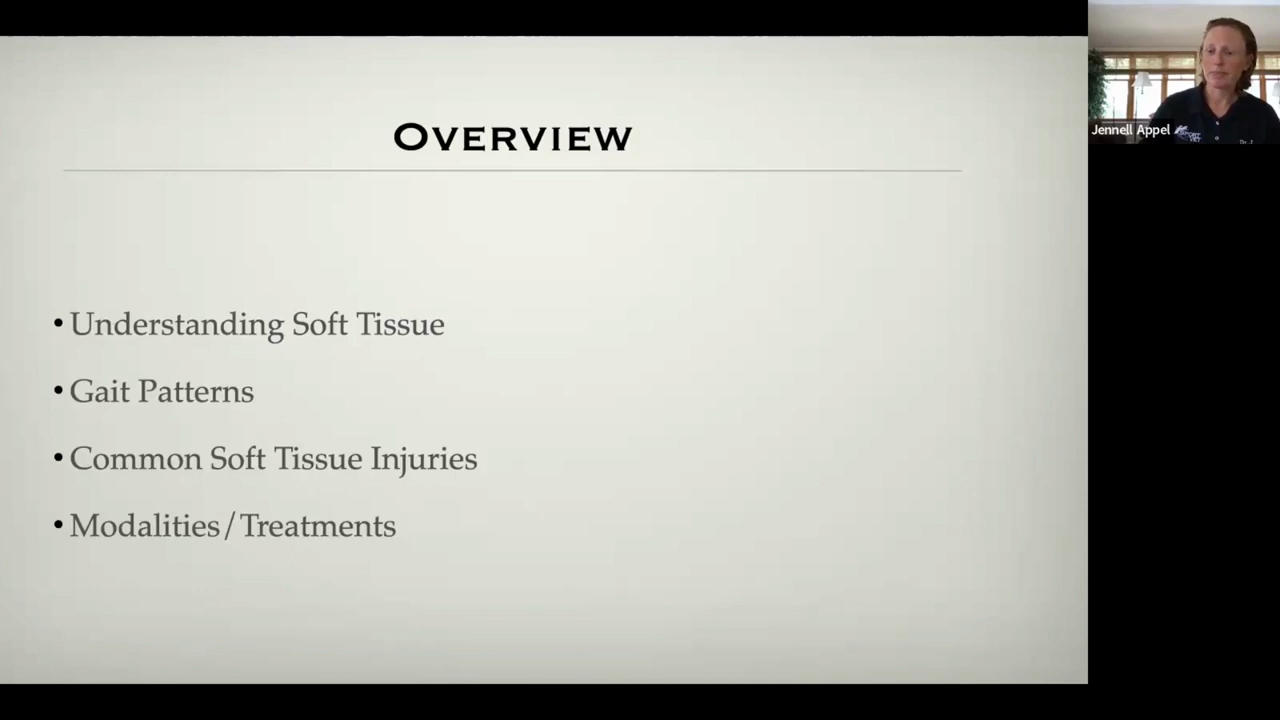 OVERVIEW
• Understanding Soft Tissue
• Gait Patterns
• Common Soft Tissue Injuries
• Modalities/Treatments
Jennell Appel